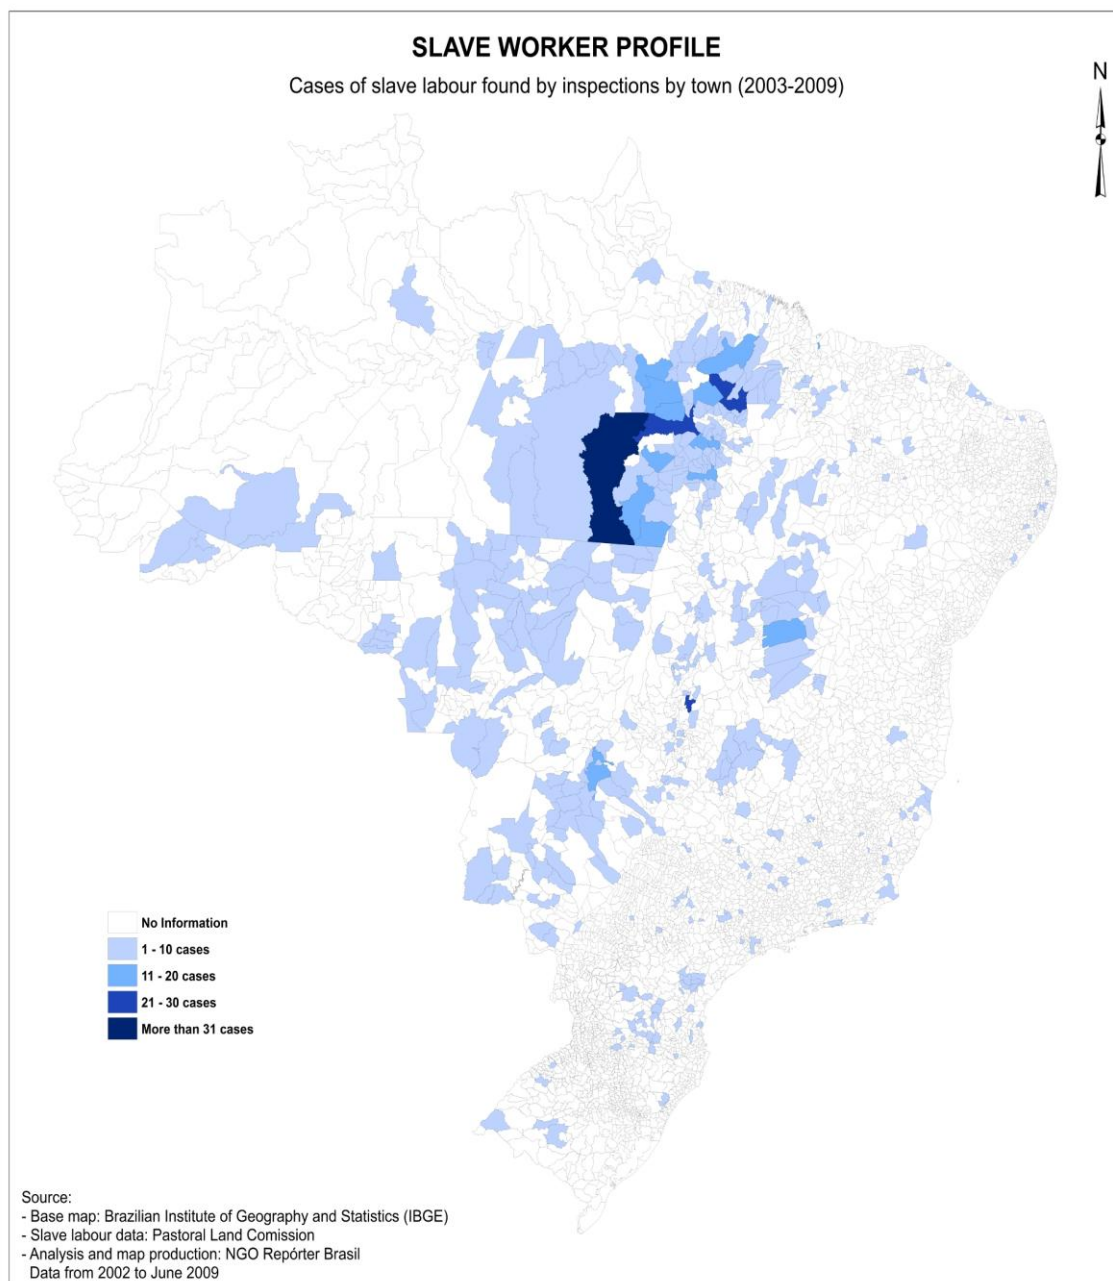 SLAVE WORKER PROFILE
Cases of slave labour found by inspections by town (2003-2009)
N
No Information
1 - 10 cases
11 - 20 cases
21 - 30 cases
More than 31 cases
Source:
- Base map: Brazilian Institute of Geography and Statistics (IBGE)
- Slave labour data: Pastoral Land Comission
- Analysis and map production: NGO Repórter Brasil
Data from 2002 to June 2009